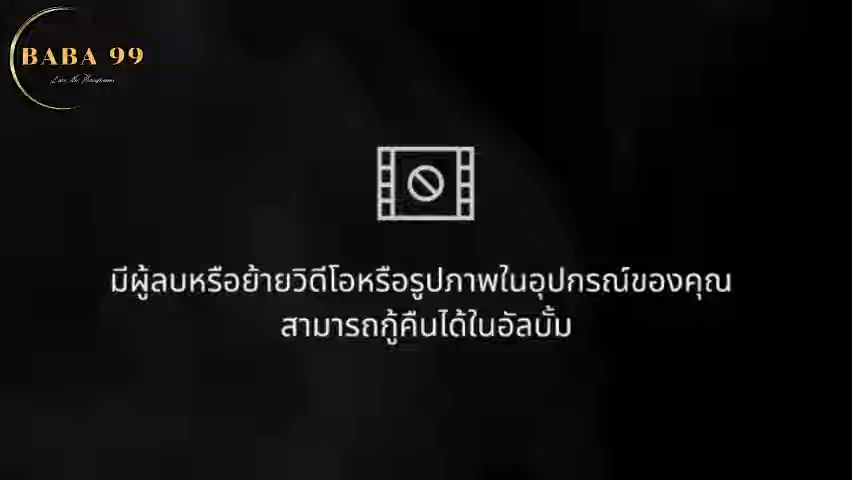 BABA 99
มีผู้ลบหรือย้ายวิดีโอหรือรูปภาพในอุปกรณ์ของคุณ
สามารถกู้คืนได้ในอัลบั้ม